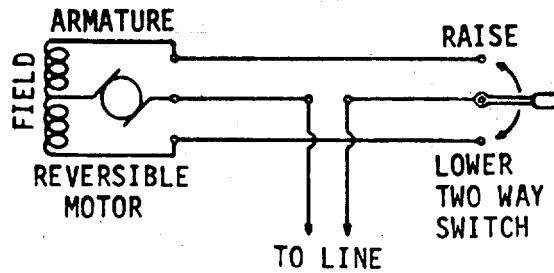 ARMATURE
RAISE
FIELD
REVERSIBLE
MOTOR
LOWER
TWO WAY
SWITCH
TO LINE